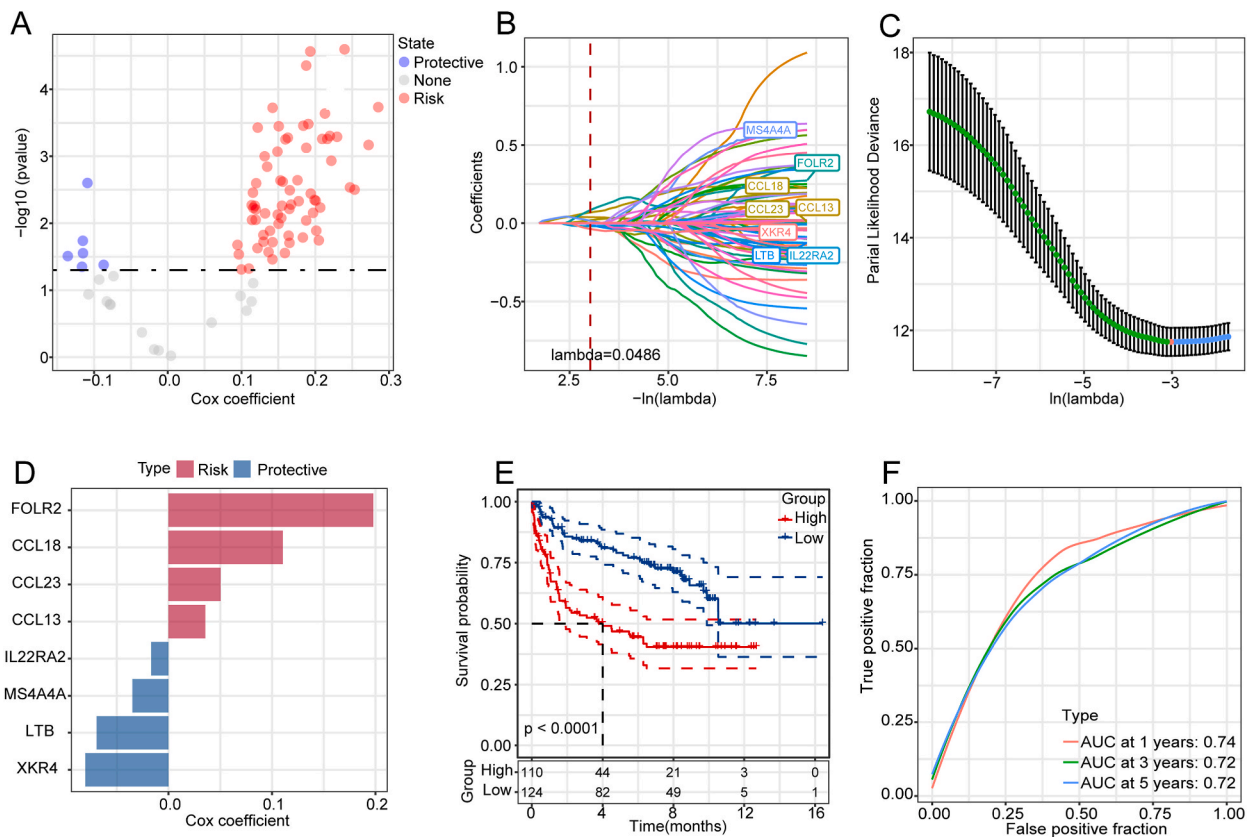 A
State
Protective
None
Risk
−log10 (pvalue)
4
3
2
1
0
−0.1
0.0
0.1
0.2
0.3
Cox coefficient
B
Coefficients
1.0
0.5
0.0
−0.5
MS4A4A
FOLR2
CCL18
CCL23
CCL13
XKR4
LTB
IL22RA2
lambda=0.0486
2.5
5.0
7.5
−ln(lambda)
C
Parial Likelihood Deviance
18
16
14
12
−7
−5
−3
ln(lambda)
D
Type
Risk
Protective
FOLR2
CCL18
CCL23
CCL13
IL22RA2
MS4A4A
LTB
XKR4
0.0
0.1
0.2
Cox coefficient
E
Group
High
Low
Survival probability
1.00
0.75
0.50
0.25
0.00
p < 0.0001
Group
High 110 44 21 3 0
Low 124 82 49 5 1
0 4 8 12 16
Time(months)
F
True positive fraction
1.00
0.75
0.50
0.25
0.00
Type
AUC at 1 years: 0.74
AUC at 3 years: 0.72
AUC at 5 years: 0.72
0.00
0.25
0.50
0.75
1.00
False positive fraction